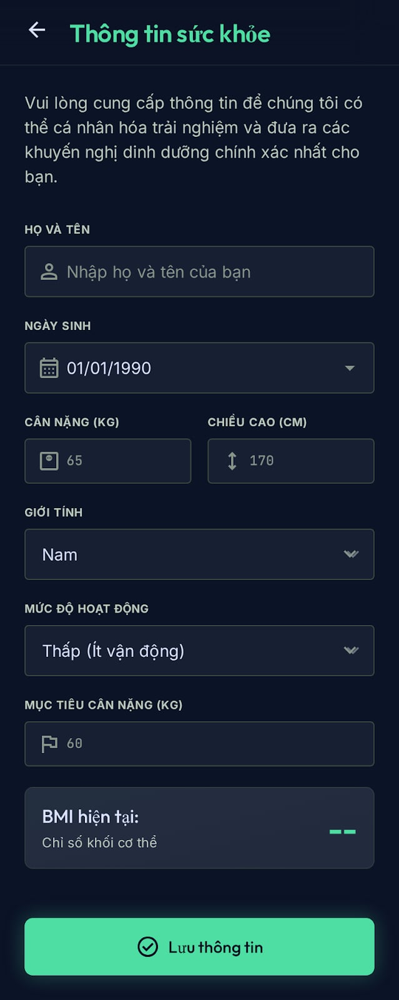 Thông tin sức khỏe
Vui lòng cung cấp thông tin để chúng tôi có
thể cá nhân hóa trải nghiệm và đưa ra các
khuyến nghị dinh dưỡng chính xác nhất cho
bạn.
HỌ VÀ TÊN
Nhập họ và tên của bạn
NGÀY SINH
01/01/1990
CÂN NẶNG (KG)
CHIỀU CAO (CM)
65
170
GIỚI TÍNH
Nam
MỨC ĐỘ HOẠT ĐỘNG
Thấp (Ít vận động)
MỤC TIÊU CÂN NẶNG (KG)
60
BMI hiện tại:
--
Chỉ số khối cơ thể
Lưu thông tin